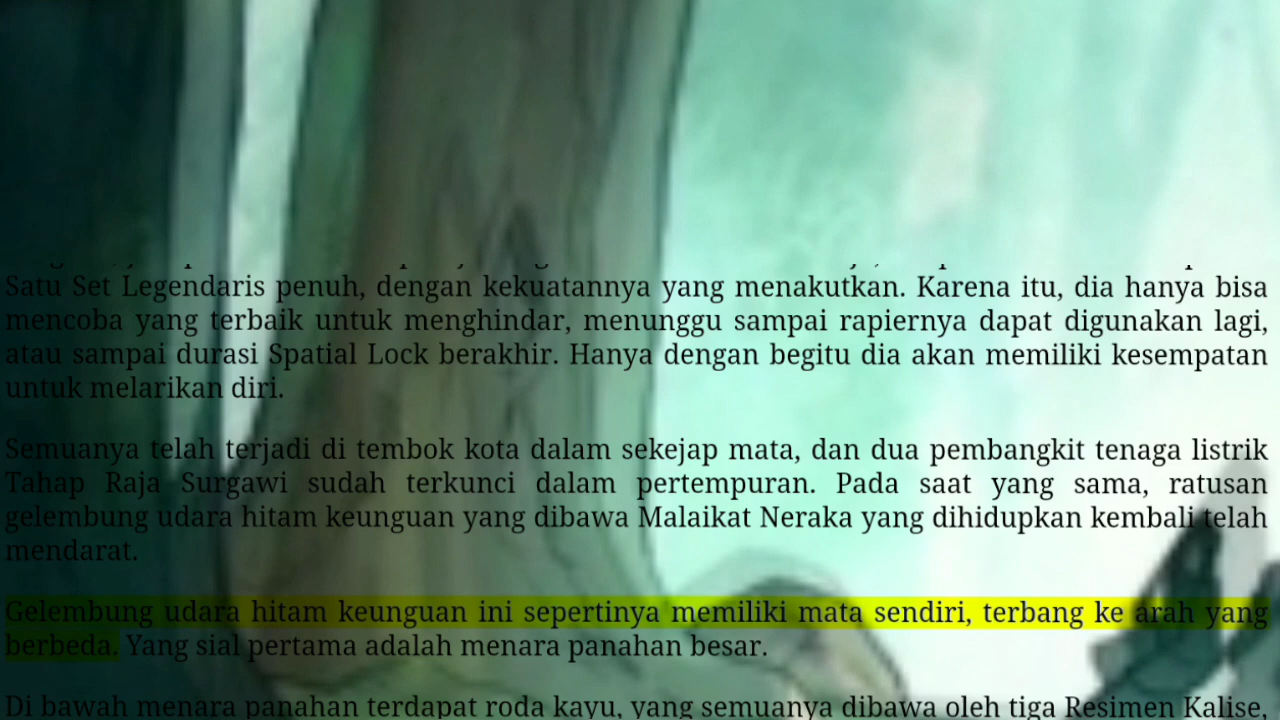 Satu Set Legendaris penuh, dengan kekuatannya yang menakutkan. Karena itu, dia hanya bisa
mencoba yang terbaik untuk menghindar, menunggu sampai rapiernya dapat digunakan lagi,
atau sampai durasi Spatial Lock berakhir. Hanya dengan begitu dia akan memiliki kesempatan
untuk melarikan diri.
Semuanya telah terjadi di tembok kota dalam sekejap mata, dan dua pembangkit tenaga listrik
Tahap Raja Surgawi sudah terkunci dalam pertempuran. Pada saat yang sama, ratusan
gelembung udara hitam keunguan yang dibawa Malaikat Neraka yang dihidupkan kembali telah
mendarat.
Gelembung udara hitam keunguan ini sepertinya memiliki mata sendiri, terbang ke arah yang
berbeda. Yang sial pertama adalah menara panahan besar.
Di bawah menara panahan terdapat roda kayu, yang semuanya dibawa oleh tiga Resimen Kalise.